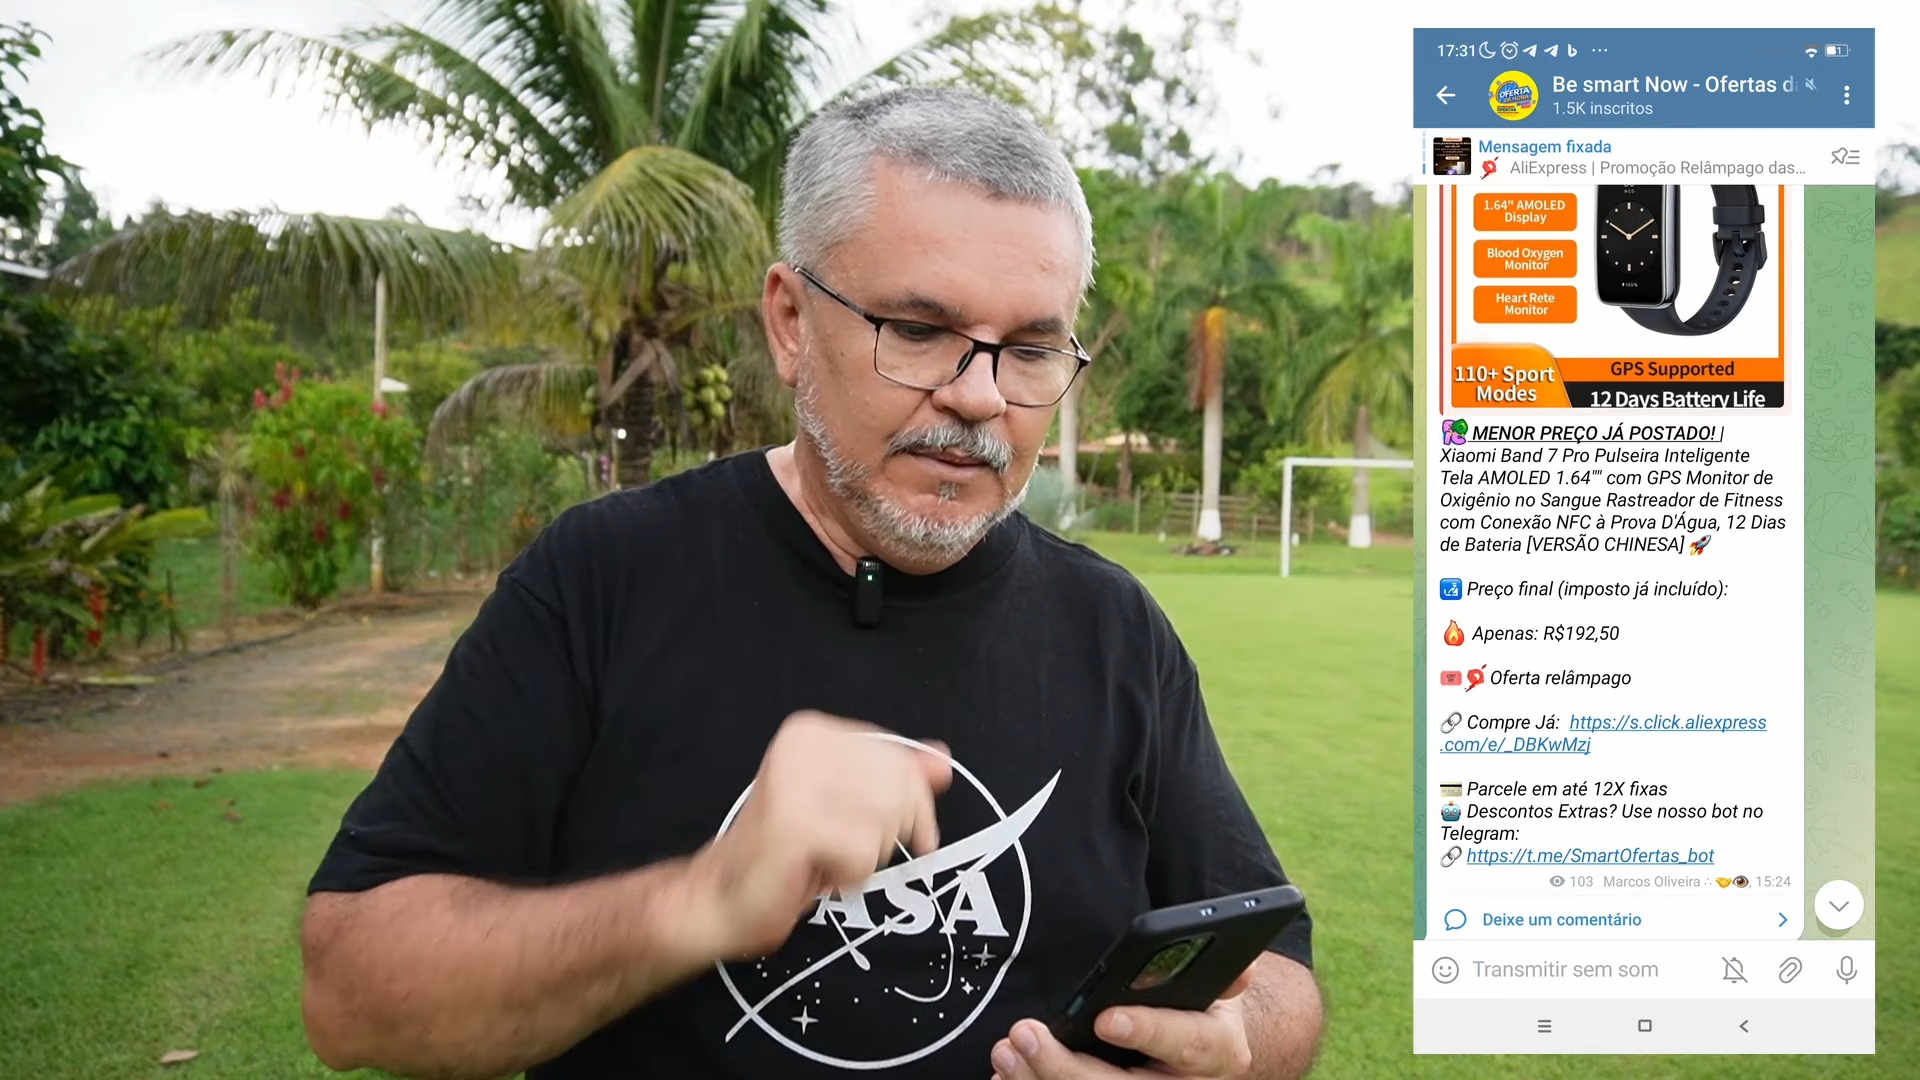 ASA
17:31
Be smart Now - Ofertas d
1.5K inscritos
OFERTA
Mensagem fixada
AliExpress | Promoção Relâmpago das...
1.64" AMOLED
Display
Blood Oxygen
Monitor
Heart Rete
Monitor
110+ Sport
Modes
GPS Supported
12 Days Battery Life
MENOR PREÇO JÁ POSTADO! |
Xiaomi Band 7 Pro Pulseira Inteligente
Tela AMOLED 1.64"" com GPS Monitor de
Oxigênio no Sangue Rastreador de Fitness
com Conexão NFC à Prova D'Água, 12 Dias
de Bateria [VERSÃO CHINESA]
Preço final (imposto já incluído):
Apenas: R$192,50
Oferta relâmpago
Compre Já: https://s.click.aliexpress
.com/e/_DBKwMzj
Parcele em até 12X fixas
Descontos Extras? Use nosso bot no
Telegram:
https://t.me/SmartOfertas_bot
103 Marcos Oliveira ∴, 15:24
Deixe um comentário
Transmitir sem som